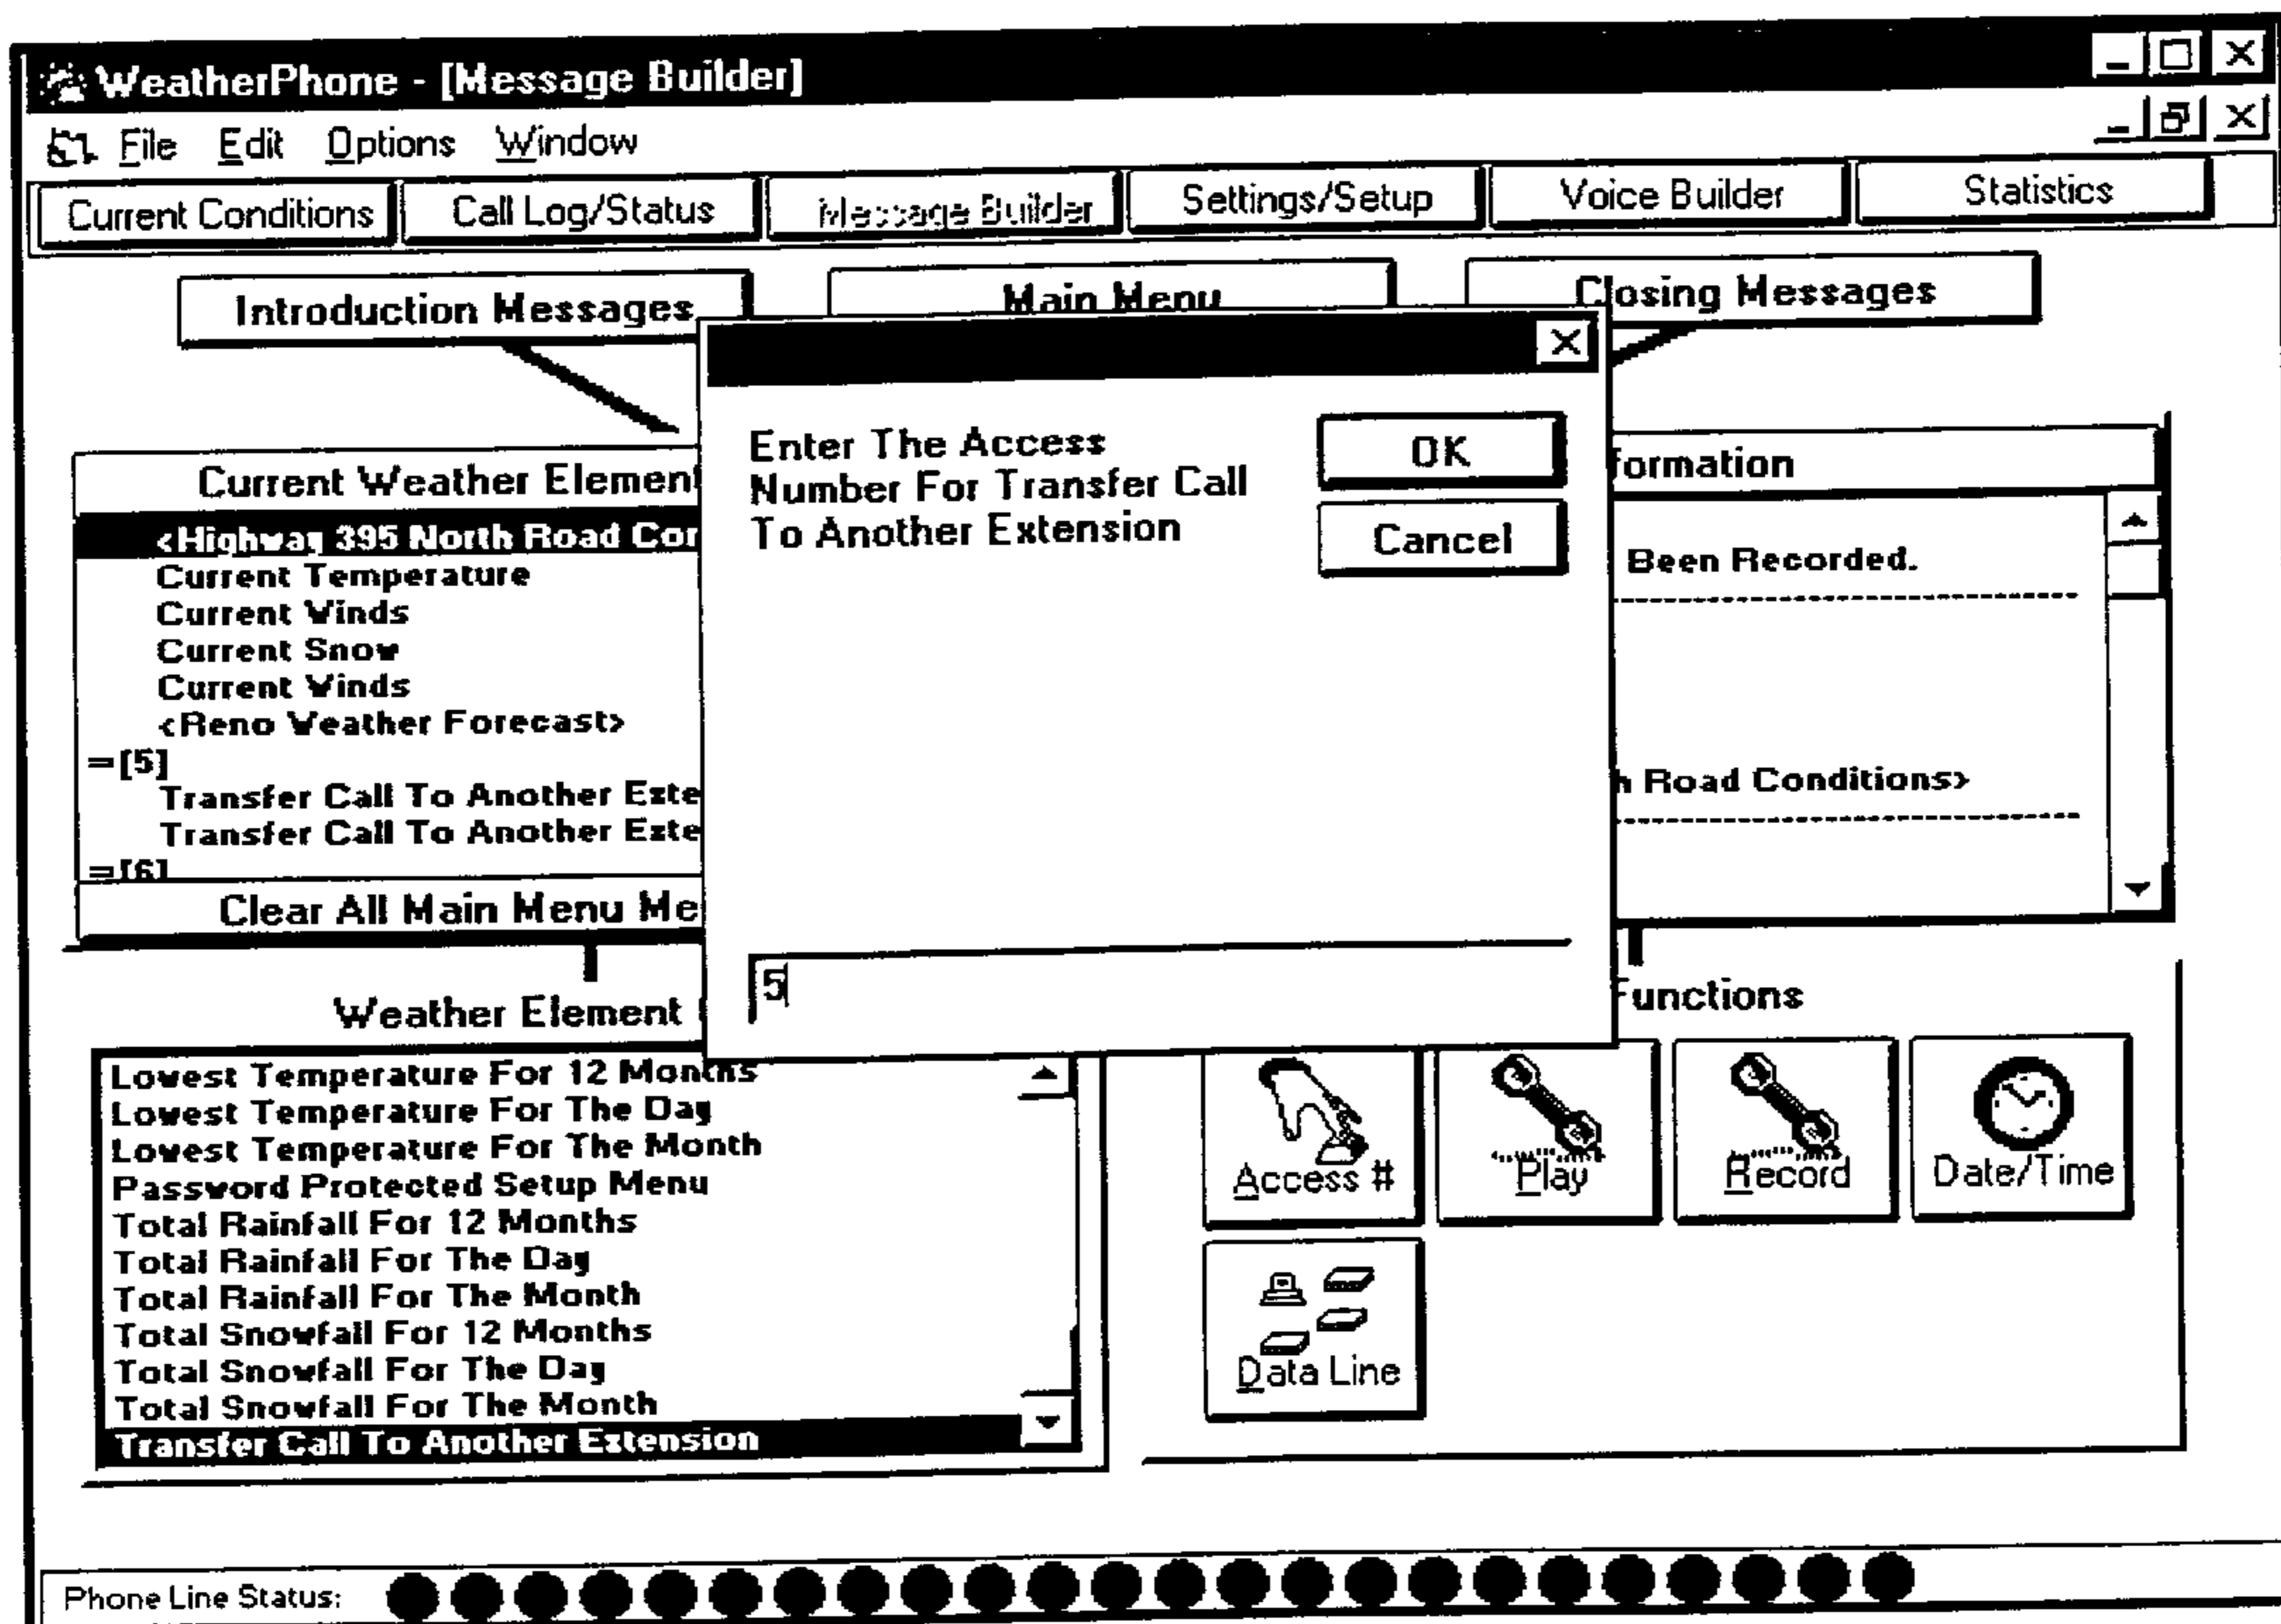 WeatherPhone - [Message Builder]
File Edit Options Window
Current Conditions Call Log/Status Message Builder Settings/Setup Voice Builder Statistics
Introduction Messages Main Menu Closing Messages
Enter The Access
Number For Transfer Call
To Another Extension
OK
Cancel
5
Current Weather Element
<Highway 395 North Road Cor
Current Temperature
Current Winds
Current Snow
Current Winds
<Reno Weather Forecast>
=[5]
Transfer Call To Another Exte
Transfer Call To Another Exte
=[6]
Clear All Main Menu Me
formation
Been Recorded.
h Road Conditions>
Weather Element
Lowest Temperature For 12 Months
Lowest Temperature For The Day
Lowest Temperature For The Month
Password Protected Setup Menu
Total Rainfall For 12 Months
Total Rainfall For The Day
Total Rainfall For The Month
Total Snowfall For 12 Months
Total Snowfall For The Day
Total Snowfall For The Month
Transfer Call To Another Extension
Functions
Access # Play Record Date/Time
Data Line
Phone Line Status: